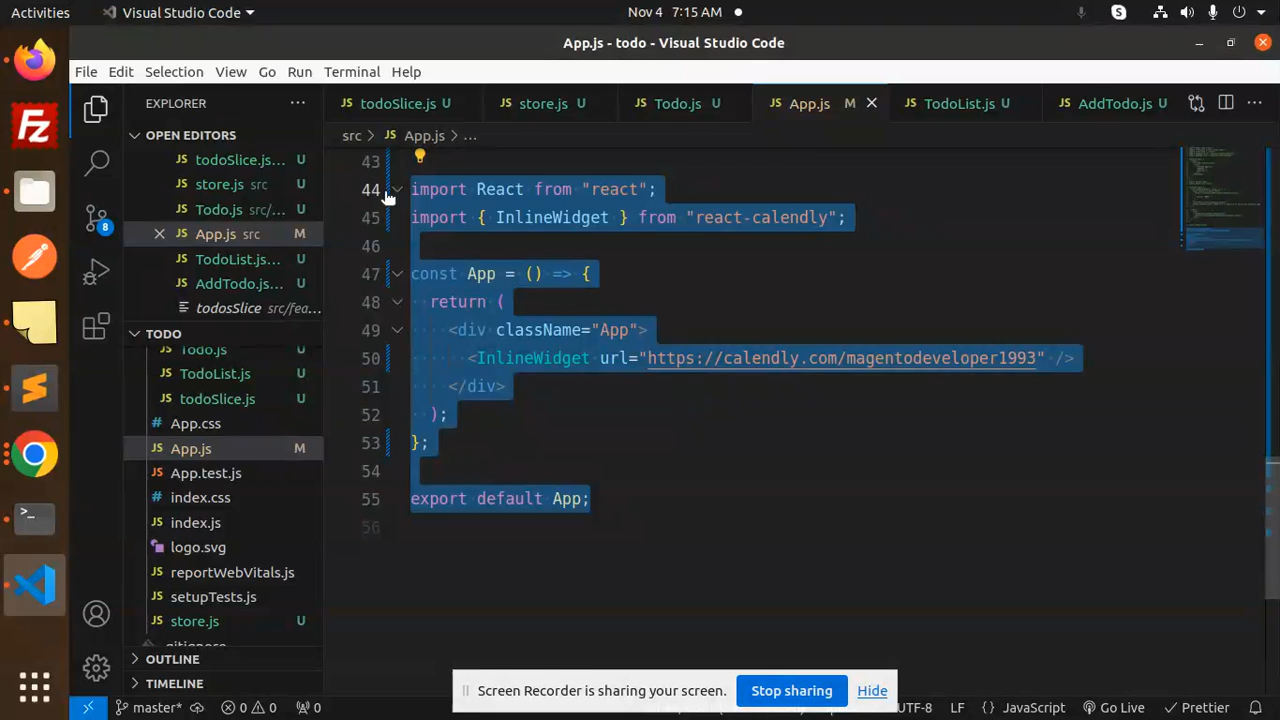 Activities
Visual Studio Code
Nov 4 7:15 AM
App.js - todo - Visual Studio Code
File Edit Selection View Go Run Terminal Help
EXPLORER
todoSlice.js U
store.js U
Todo.js U
App.js M
TodoList.js U
AddTodo.js U
OPEN EDITORS
todoSlice.js... U
store.js src U
Todo.js src/... U
App.js src M
TodoList.js... U
AddTodo.js... U
todosSlice src/fea...
TODO
Todo.js U
TodoList.js U
todoSlice.js U
App.css
App.js M
App.test.js
index.css
index.js
logo.svg
reportWebVitals.js
setupTests.js
store.js U
.gitignore
OUTLINE
TIMELINE
8
src > JS App.js > ...
43
44 import React from "react";
45 import { InlineWidget } from "react-calendly";
46
47 const App = () => {
48 return (
49 <div className="App">
50 <InlineWidget url="https://calendly.com/magentodeveloper1993" />
51 </div>
52 );
53 };
54
55 export default App;
56
Screen Recorder is sharing your screen. Stop sharing Hide
master* 0 0 0 UTF-8 LF {} JavaScript Go Live Prettier